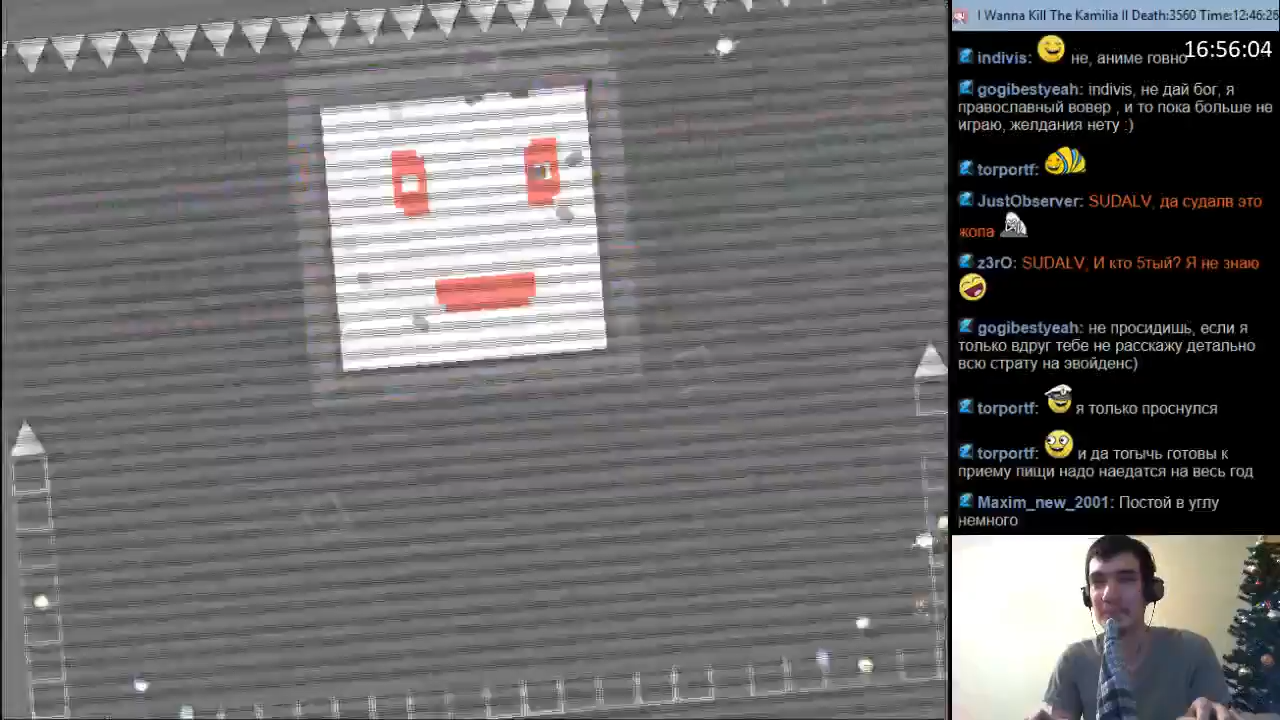 I Wanna Kill The Kamilia II Death:3560 Time:12:46:26
16:56:04
indivis: не, аниме говно
gogibestyeah: indivis, не дай бог, я
православный вовер , и то пока больше не
играю, желдания нету :)
torportf:
JustObserver: SUDALV, да судалв это
жопа
z3rO: SUDALV, И кто 5тый? Я не знаю
gogibestyeah: не просидишь, если я
только вдруг тебе не расскажу детально
всю страту на эвойденс)
torportf: я только проснулся
torportf: и да тогычь готовы к
приему пищи надо наедатся на весь год
Maxim_new_2001: Постой в углу
немного